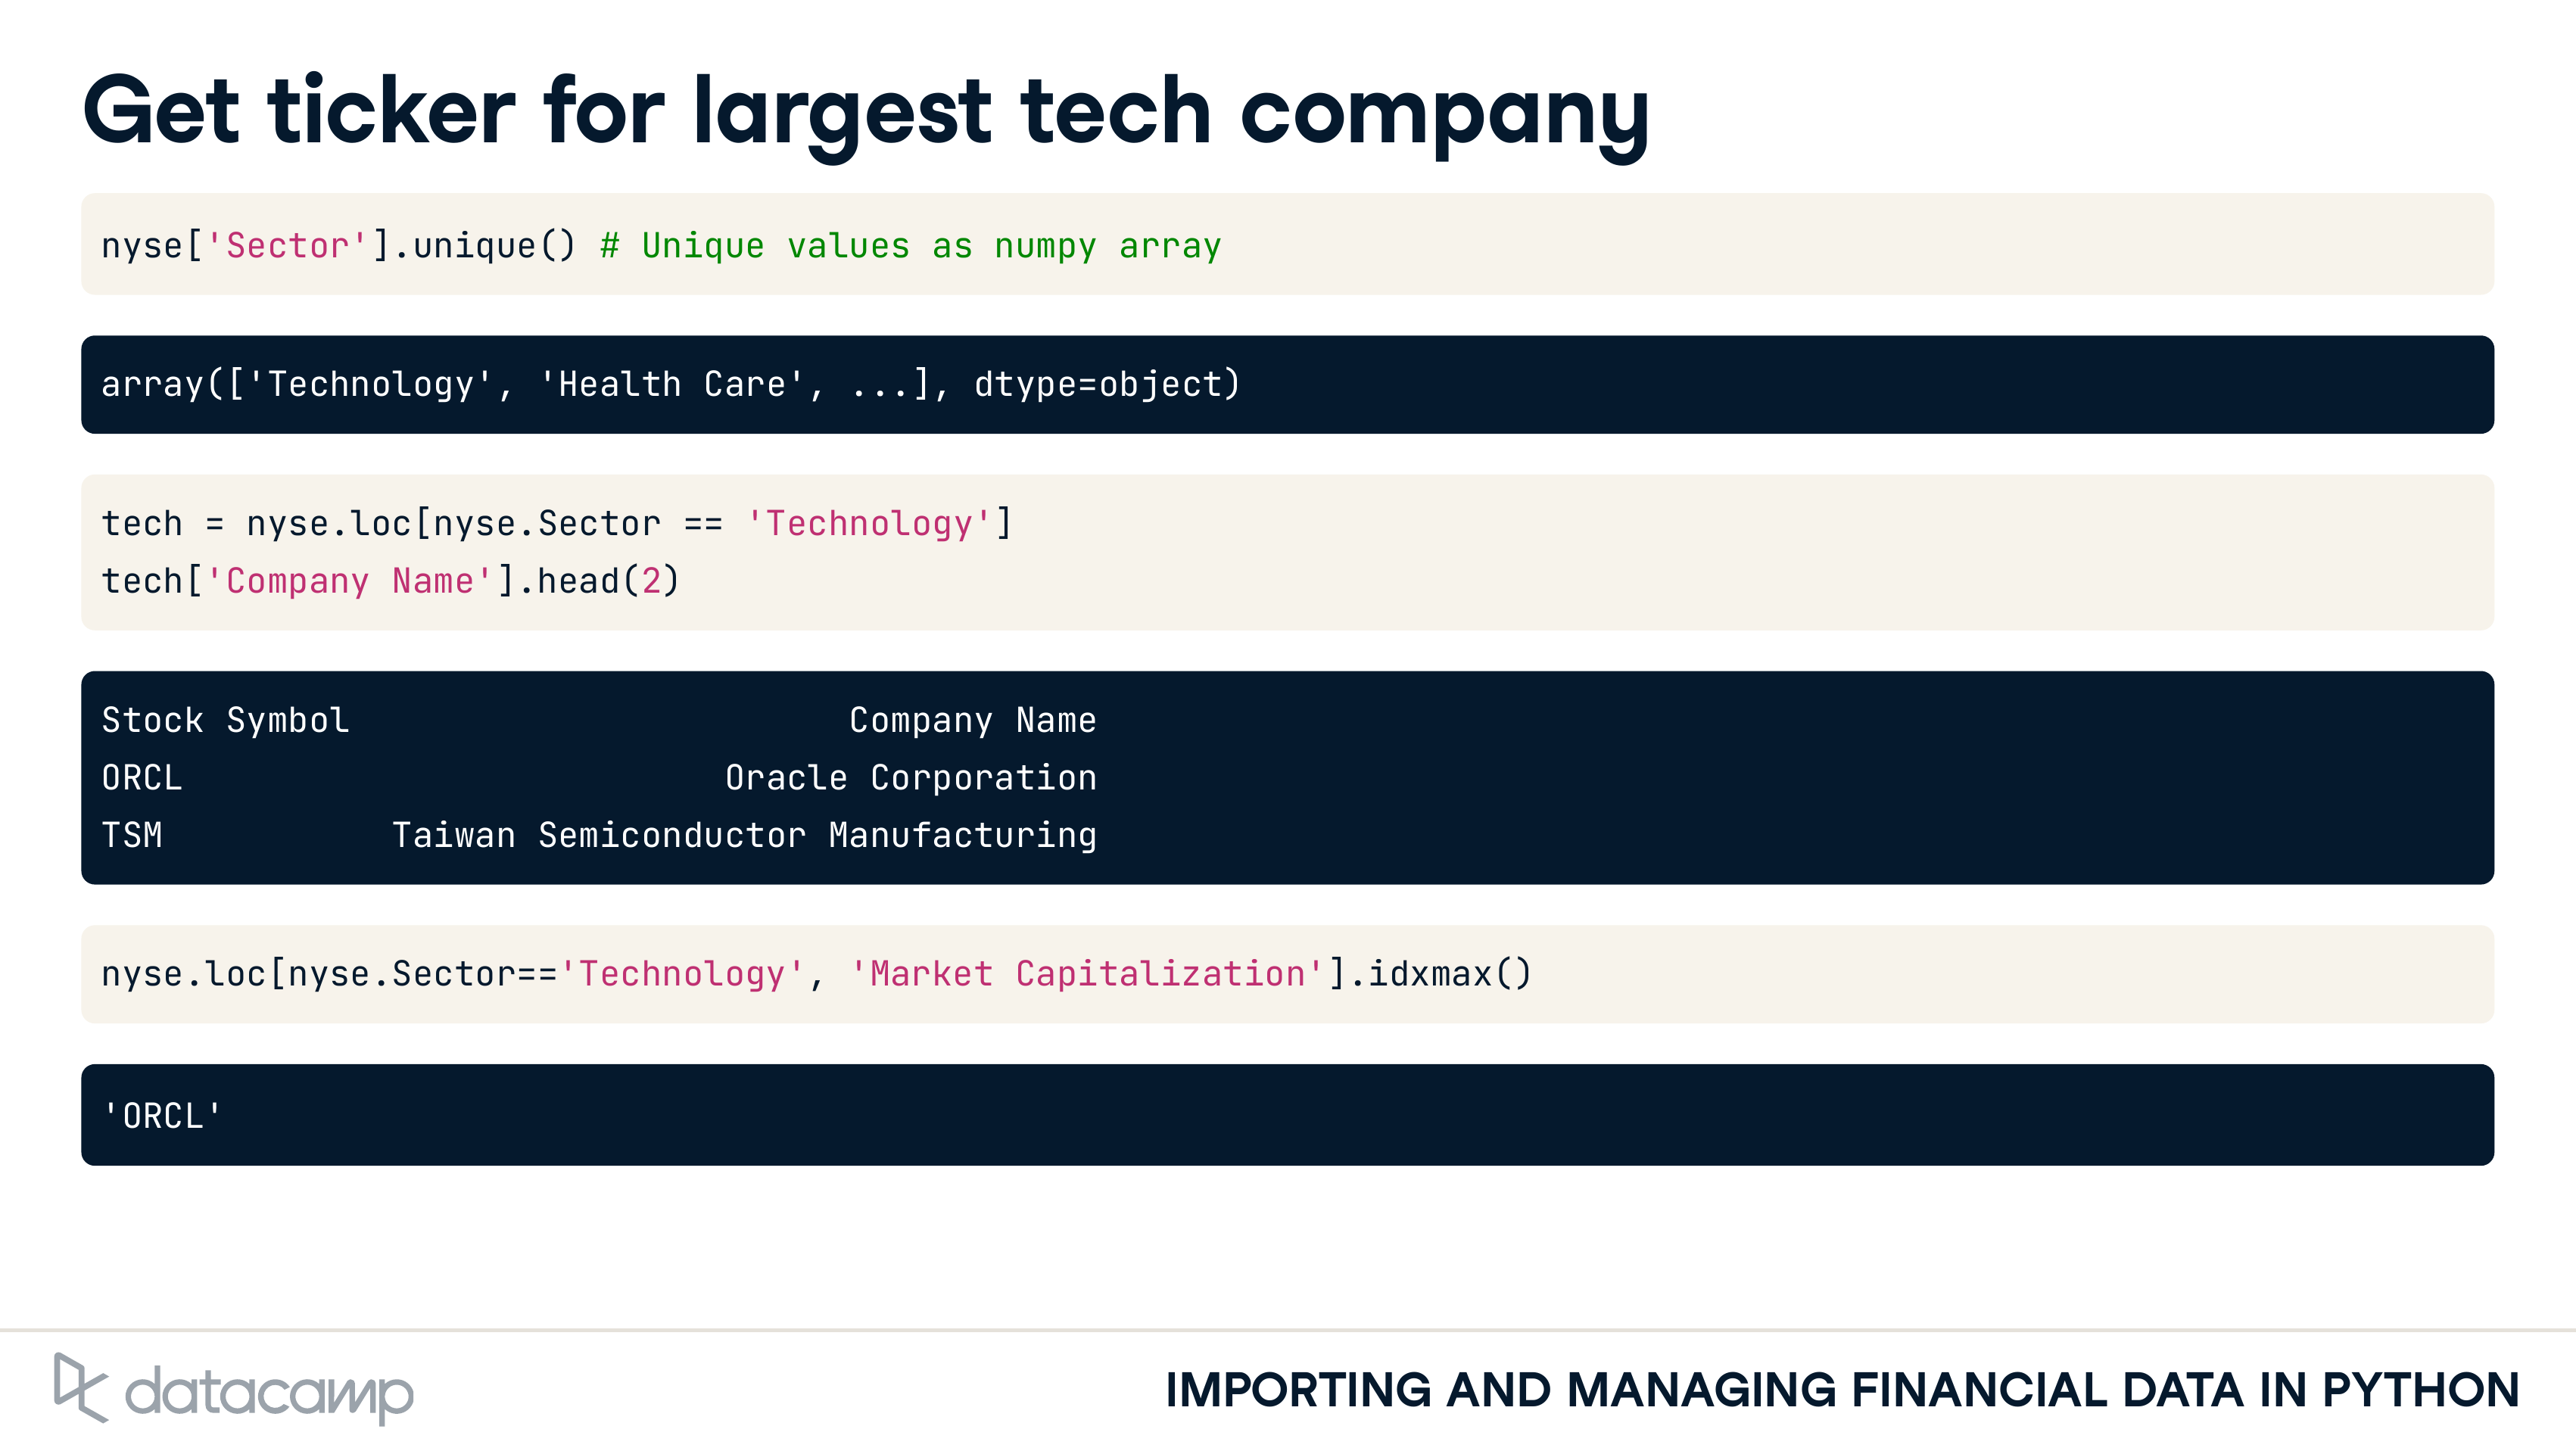 Get ticker for largest tech company
nyse['Sector'].unique() # Unique values as numpy array
array(['Technology', 'Health Care', ...], dtype=object)
tech = nyse.loc[nyse.Sector == 'Technology']
tech['Company Name'].head(2)
Stock Symbol                        Company Name
ORCL                          Oracle Corporation
TSM           Taiwan Semiconductor Manufacturing
nyse.loc[nyse.Sector=='Technology', 'Market Capitalization'].idxmax()
'ORCL'
datacamp
IMPORTING AND MANAGING FINANCIAL DATA IN PYTHON